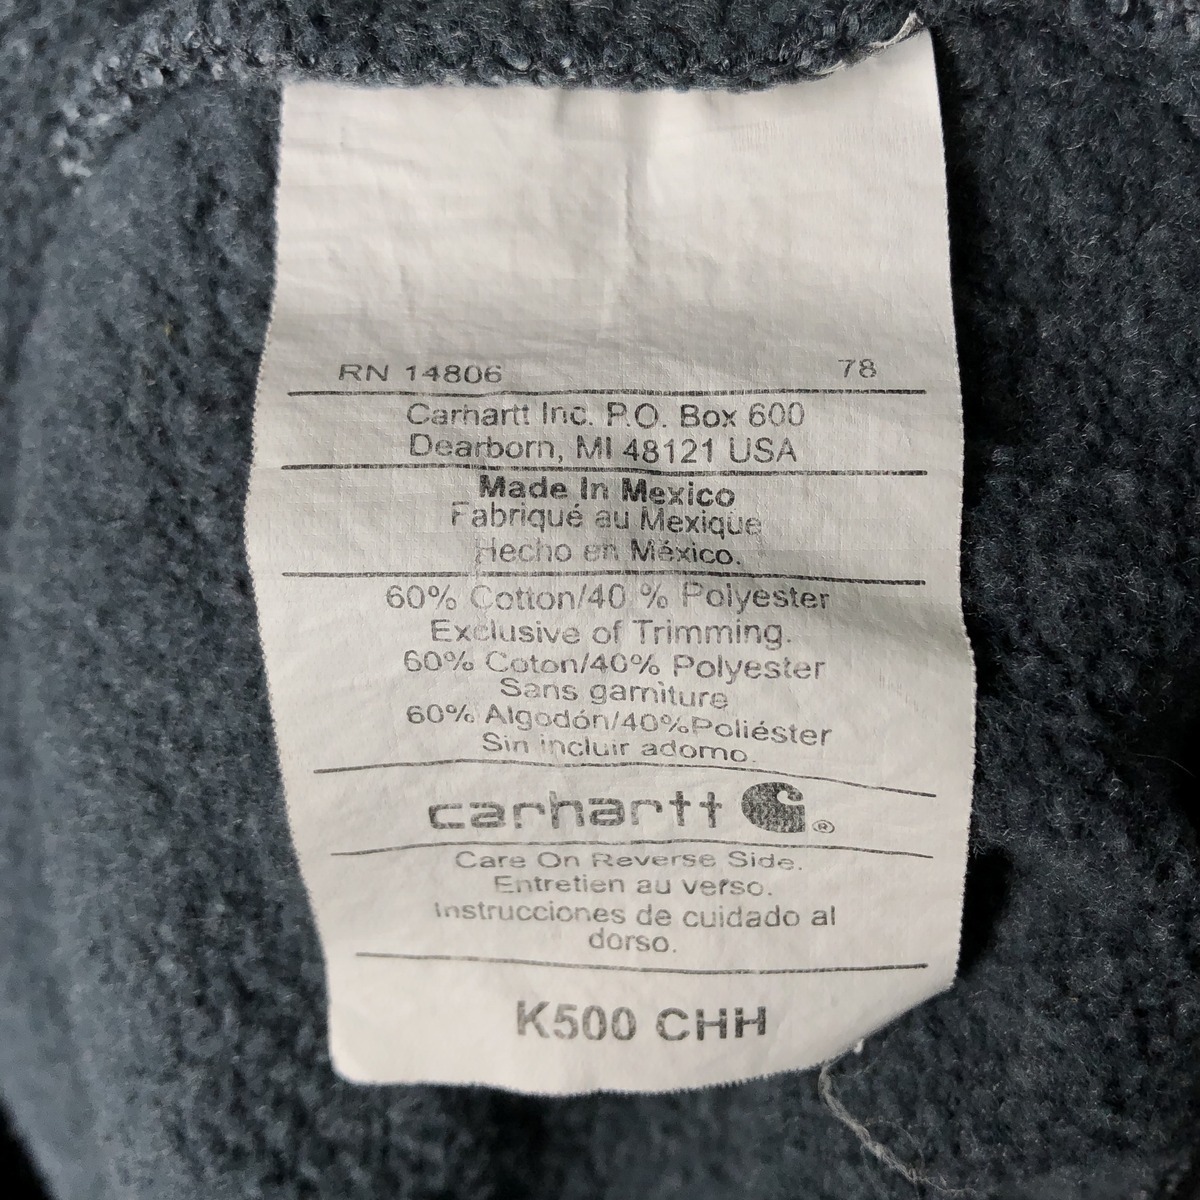 RN 14806 78
Carhartt Inc. P.O. Box 600
Dearborn, MI 48121 USA
Made In Mexico
Fabriqué au Mexique
Hecho en México.
60% Cotton/40 % Polyester
Exclusive of Trimming.
60% Coton/40% Polyester
Sans garniture
60% Algodón/40%Poliéster
Sin incluir adorno.
carhartt ®
Care On Reverse Side.
Entretien au verso.
Instrucciones de cuidado al
dorso.
K500 CHH